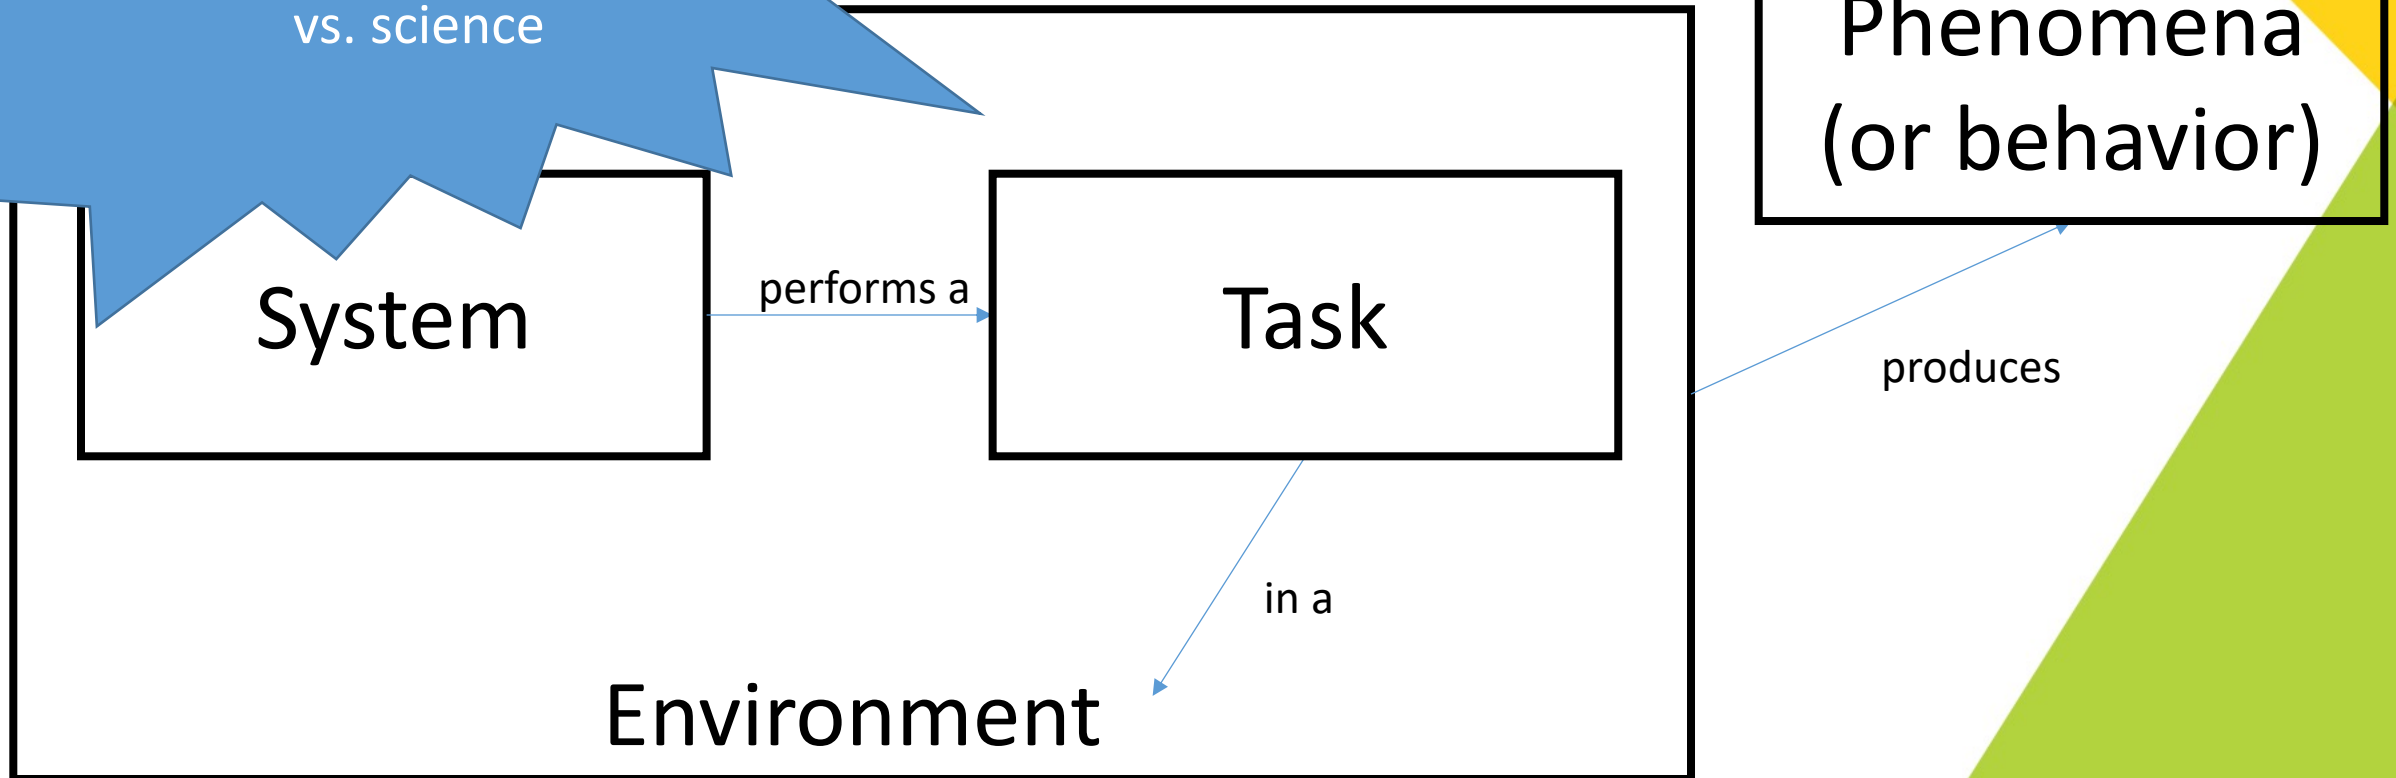 vs. science
Phenomena
(or behavior)
System
performs a
Task
produces
in a
Environment